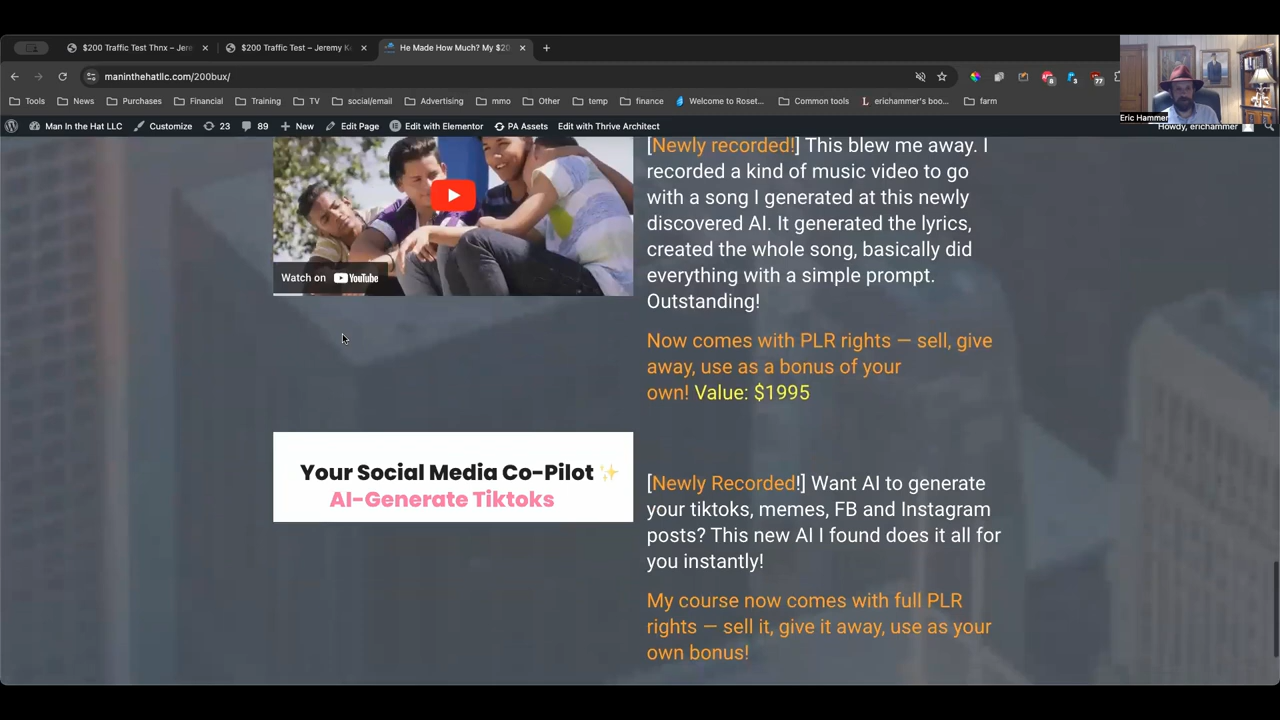 $200 Traffic Test Thnx – Jere
$200 Traffic Test – Jeremy Ke
He Made How Much? My $20
maninthehatllc.com/200bux/
8
3
77
Tools
News
Purchases
Financial
Training
TV
social/email
Advertising
mmo
Other
temp
finance
Welcome to Roset...
Common tools
erichammer's boo...
farm
Eric Hammer
Man In the Hat LLC
Customize
23
89
New
Edit Page
Edit with Elementor
PA Assets
Edit with Thrive Architect
Howdy, erichammer
[Newly recorded!] This blew me away. I
recorded a kind of music video to go
with a song I generated at this newly
discovered AI. It generated the lyrics,
created the whole song, basically did
everything with a simple prompt.
Outstanding!
Watch on YouTube
Now comes with PLR rights — sell, give
away, use as a bonus of your
own! Value: $1995
Your Social Media Co-Pilot ✨
AI-Generate Tiktoks
[Newly Recorded!] Want AI to generate
your tiktoks, memes, FB and Instagram
posts? This new AI I found does it all for
you instantly!
My course now comes with full PLR
rights — sell it, give it away, use as your
own bonus!